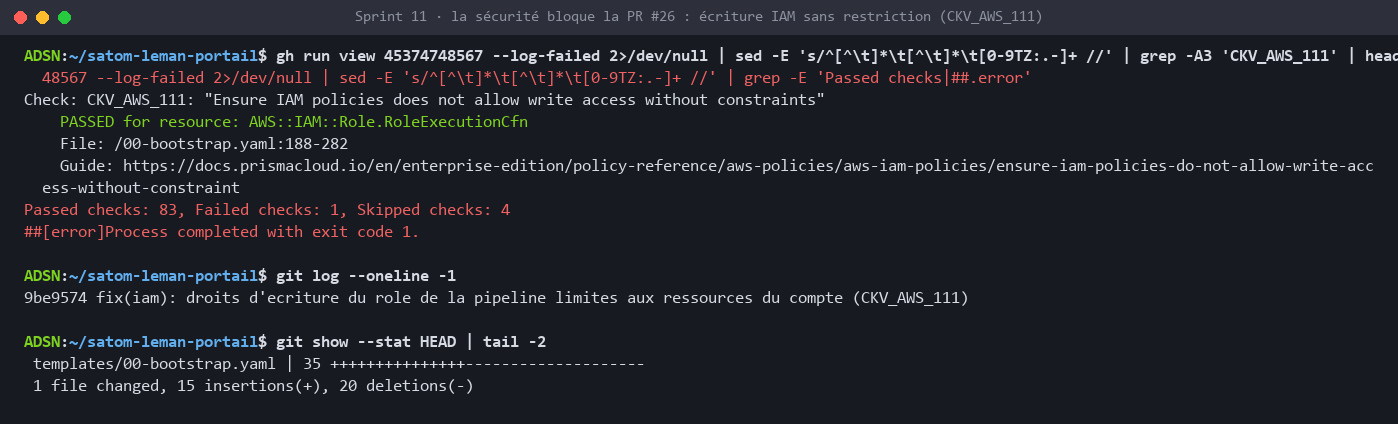 Sprint 11 · la sécurité bloque la PR #26 : écriture IAM sans restriction (CKV_AWS_111)
ADSN:~/satom-leman-portail$ gh run view 45374748567 --log-failed 2>/dev/null | sed -E 's/^[^\t]*\t[^\t]*\t[0-9TZ:.-]+ //' | grep -A3 'CKV_AWS_111' | head
48567 --log-failed 2>/dev/null | sed -E 's/^[^\t]*\t[^\t]*\t[0-9TZ:.-]+ //' | grep -E 'Passed checks|##.error'
Check: CKV_AWS_111: "Ensure IAM policies does not allow write access without constraints"
PASSED for resource: AWS::IAM::Role.RoleExecutionCfn
File: /00-bootstrap.yaml:188-282
Guide: https://docs.prismacloud.io/en/enterprise-edition/policy-reference/aws-policies/aws-iam-policies/ensure-iam-policies-do-not-allow-write-acc
ess-without-constraint
Passed checks: 83, Failed checks: 1, Skipped checks: 4
##[error]Process completed with exit code 1.
ADSN:~/satom-leman-portail$ git log --oneline -1
9be9574 fix(iam): droits d'ecriture du role de la pipeline limites aux ressources du compte (CKV_AWS_111)
ADSN:~/satom-leman-portail$ git show --stat HEAD | tail -2
templates/00-bootstrap.yaml | 35 +++++++++++++++--------------------
1 file changed, 15 insertions(+), 20 deletions(-)